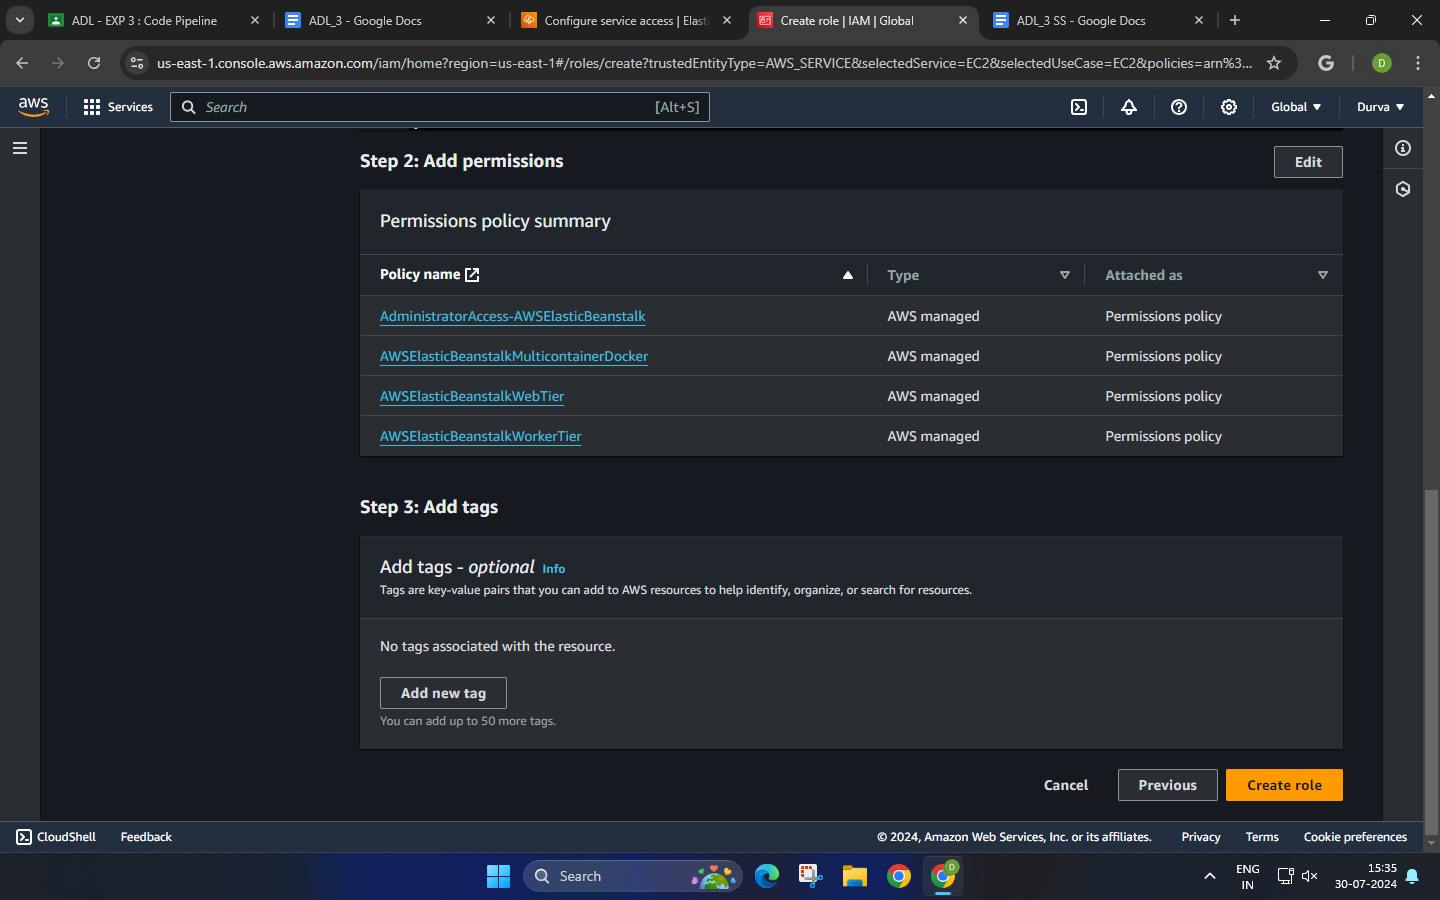 ADL - EXP 3 : Code Pipeline
ADL_3 - Google Docs
Configure service access | Elasti
Create role | IAM | Global
ADL_3 SS - Google Docs
us-east-1.console.aws.amazon.com/iam/home?region=us-east-1#/roles/create?trustedEntityType=AWS_SERVICE&selectedService=EC2&selectedUseCase=EC2&policies=arn%3...
G
D
aws
Services
Search
[Alt+S]
Global
Durva
Step 2: Add permissions
Edit
Permissions policy summary
Policy name
Type
Attached as
AdministratorAccess-AWSElasticBeanstalk
AWS managed
Permissions policy
AWSElasticBeanstalkMulticontainerDocker
AWS managed
Permissions policy
AWSElasticBeanstalkWebTier
AWS managed
Permissions policy
AWSElasticBeanstalkWorkerTier
AWS managed
Permissions policy
Step 3: Add tags
Add tags - optional Info
Tags are key-value pairs that you can add to AWS resources to help identify, organize, or search for resources.
No tags associated with the resource.
Add new tag
You can add up to 50 more tags.
Cancel
Previous
Create role
CloudShell
Feedback
© 2024, Amazon Web Services, Inc. or its affiliates.
Privacy
Terms
Cookie preferences
Search
D
ENG
IN
15:35
30-07-2024